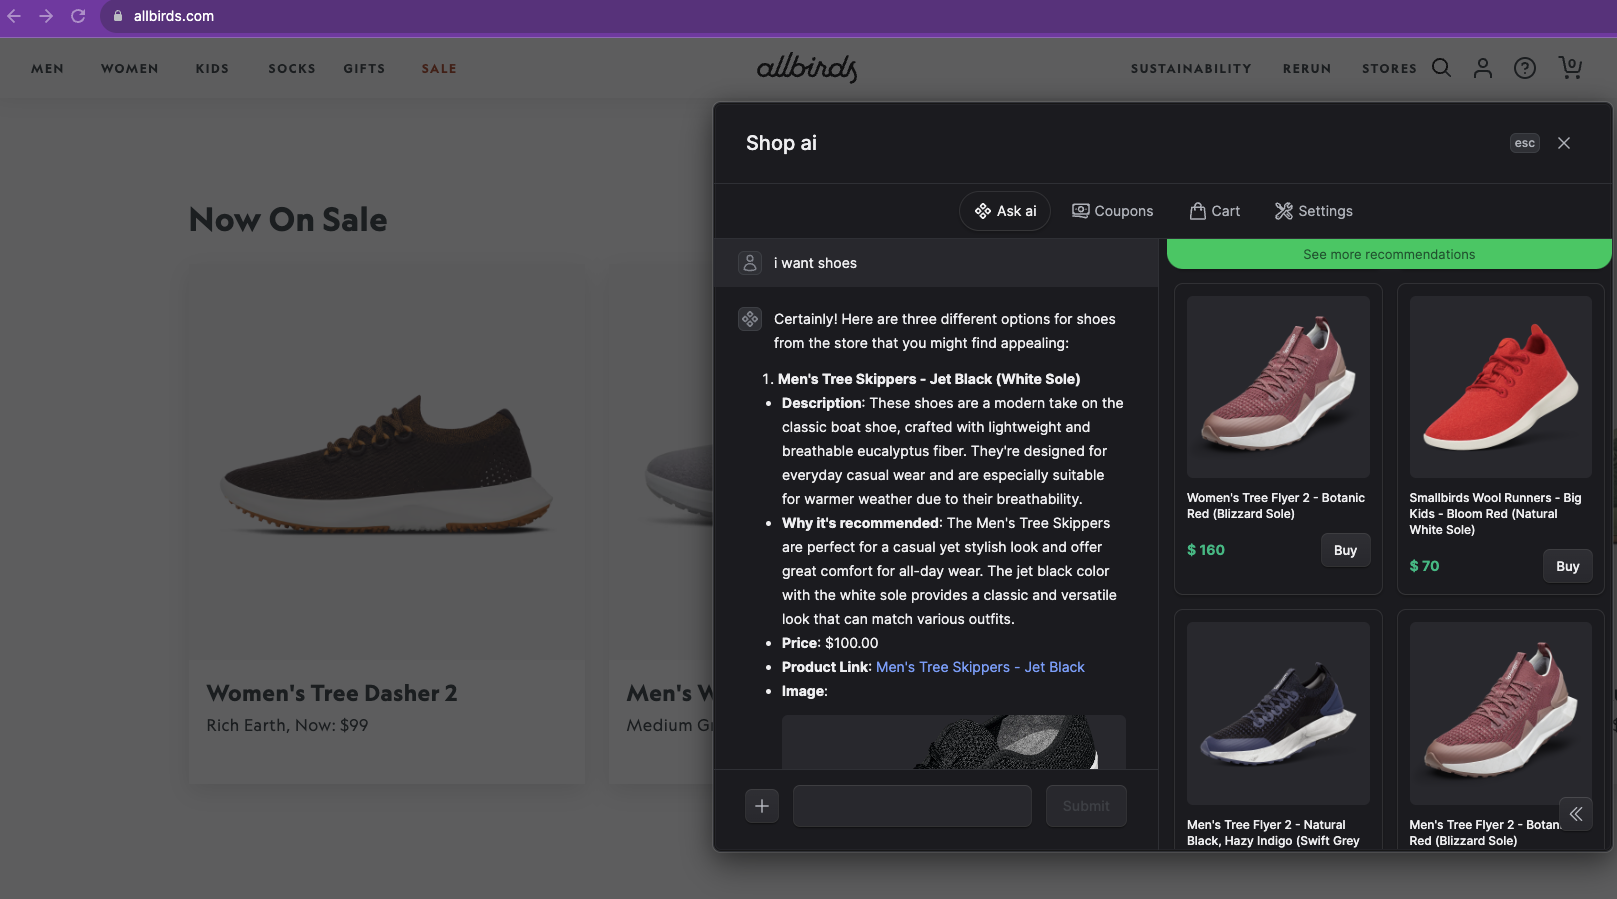 allbirds.com
MEN WOMEN KIDS SOCKS GIFTS SALE
allbirds
SUSTAINABILITY RERUN STORES
0
Now On Sale
Women's Tree Dasher 2
Rich Earth, Now: $99
Men's W
Medium Gr
Shop ai
esc
Ask ai
Coupons
Cart
Settings
i want shoes
Certainly! Here are three different options for shoes
from the store that you might find appealing:
1. Men's Tree Skippers - Jet Black (White Sole)
• Description: These shoes are a modern take on the
classic boat shoe, crafted with lightweight and
breathable eucalyptus fiber. They're designed for
everyday casual wear and are especially suitable
for warmer weather due to their breathability.
• Why it's recommended: The Men's Tree Skippers
are perfect for a casual yet stylish look and offer
great comfort for all-day wear. The jet black color
with the white sole provides a classic and versatile
look that can match various outfits.
• Price: $100.00
• Product Link: Men's Tree Skippers - Jet Black
• Image:
Submit
See more recommendations
Women's Tree Flyer 2 - Botanic
Red (Blizzard Sole)
$ 160
Buy
Smallbirds Wool Runners - Big
Kids - Bloom Red (Natural
White Sole)
$ 70
Buy
Men's Tree Flyer 2 - Natural
Black, Hazy Indigo (Swift Grey
Men's Tree Flyer 2 - Botan
Red (Blizzard Sole)